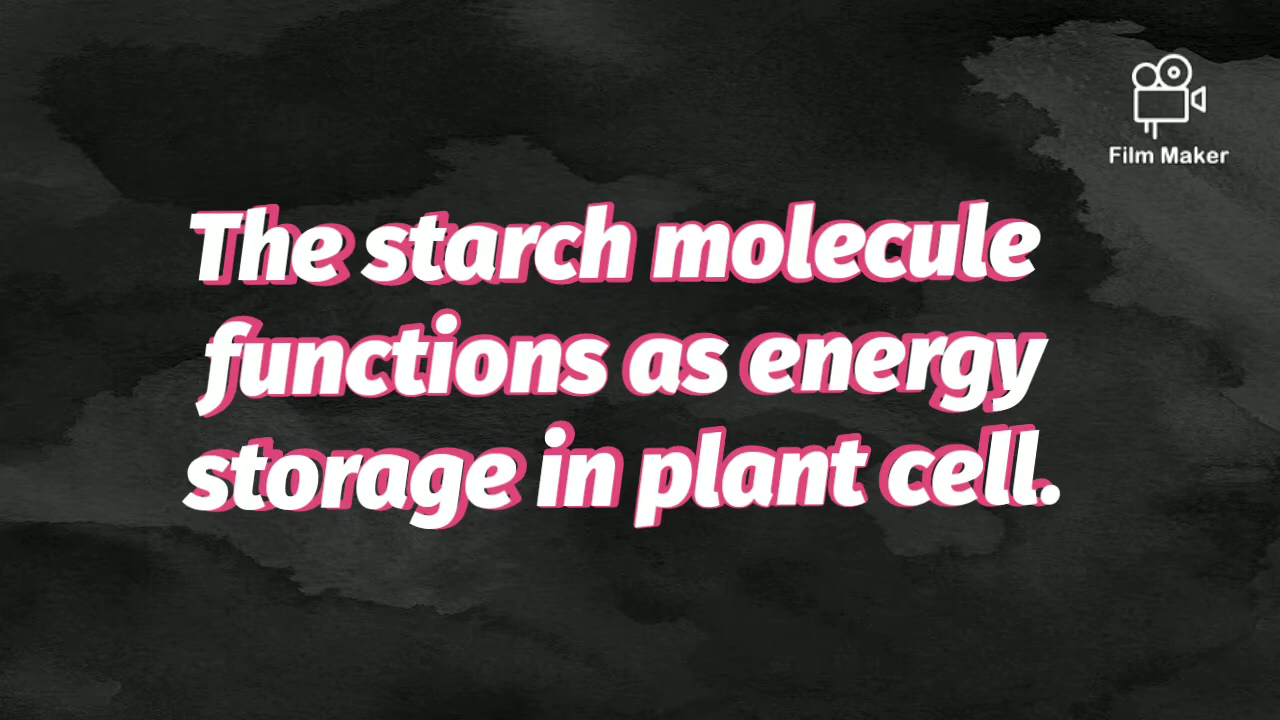 Film Maker
The starch molecule
functions as energy
storage in plant cell.